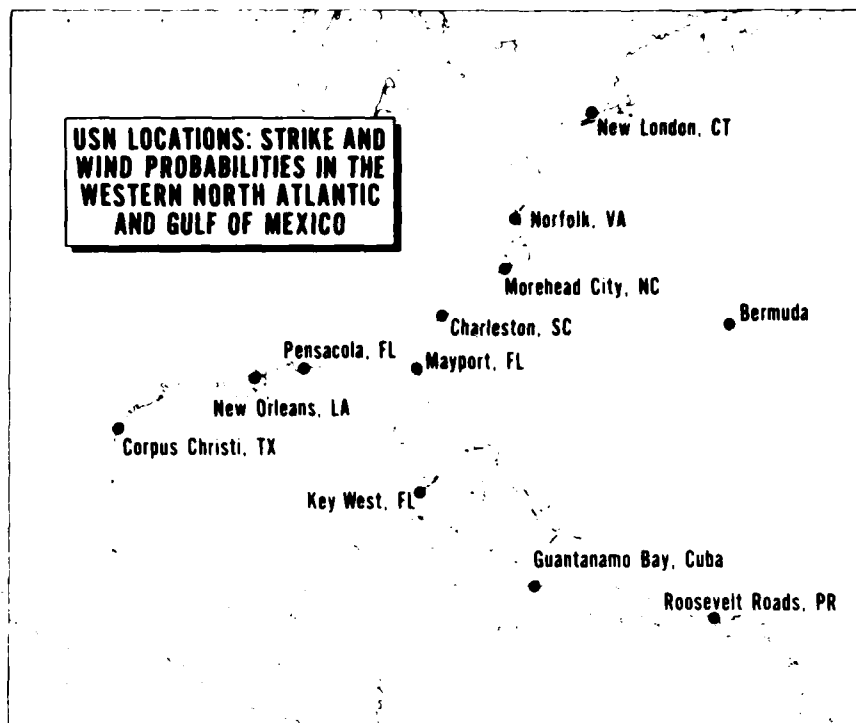 USN LOCATIONS: STRIKE AND
WIND PROBABILITIES IN THE
WESTERN NORTH ATLANTIC
AND GULF OF MEXICO
New London, CT
Norfolk, VA
Morehead City, NC
Bermuda
Charleston, SC
Pensacola, FL
Mayport, FL
New Orleans, LA
Corpus Christi, TX
Key West, FL
Guantanamo Bay, Cuba
Roosevelt Roads, PR